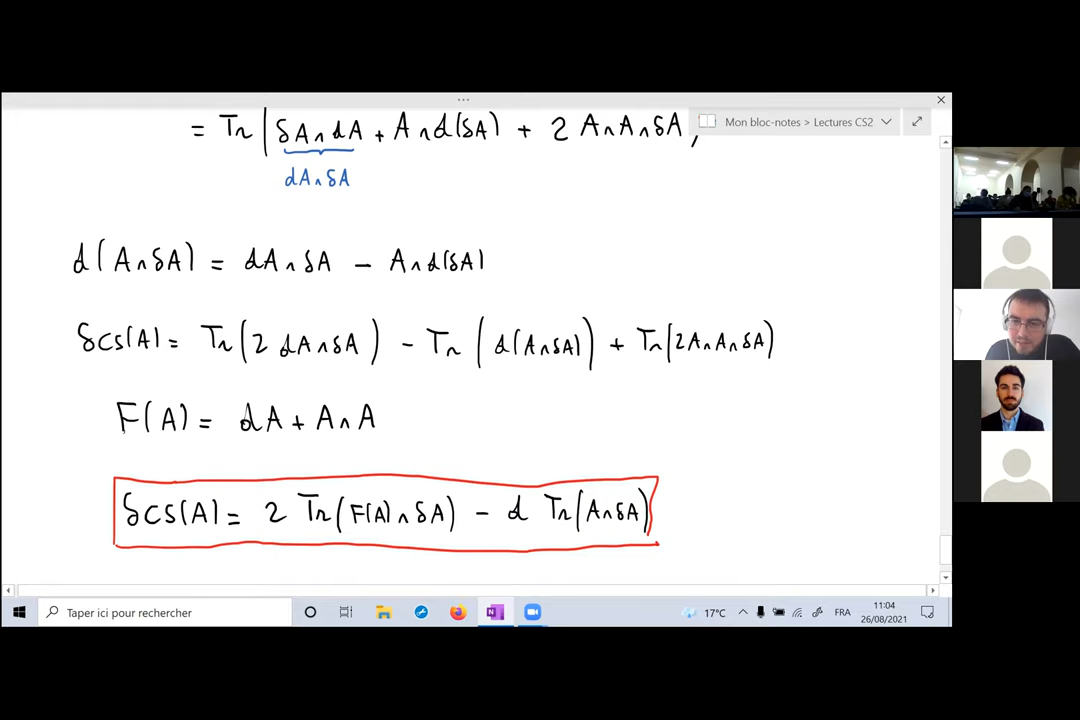 = Tr(δA∧dA + A∧d(δA) + 2 A∧A∧δA)
Mon bloc-notes > Lectures CS2
dA∧δA
d(A∧δA) = dA∧δA − A∧d(δA)
δCS(A) = Tr(2 dA∧δA) − Tr(d(A∧δA)) + Tr(2A∧A∧δA)
F(A) = dA + A∧A
δCS(A) = 2 Tr(F(A)∧δA) − d Tr(A∧δA)
Taper ici pour rechercher
17°C
FRA
11:04
26/08/2021